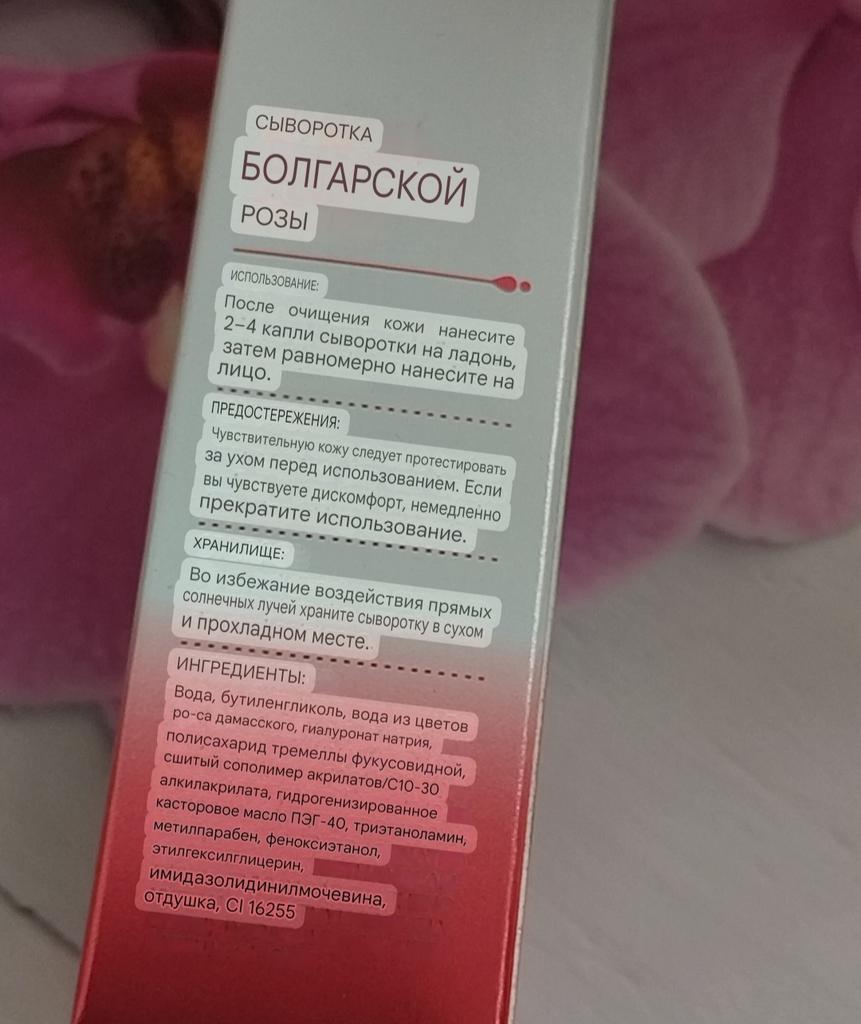 СЫВОРОТКА
БОЛГАРСКОЙ
РОЗЫ
ИСПОЛЬЗОВАНИЕ:
После очищения кожи нанесите
2–4 капли сыворотки на ладонь,
затем равномерно нанесите на
лицо.
ПРЕДОСТЕРЕЖЕНИЯ:
Чувствительную кожу следует протестировать
за ухом перед использованием. Если
вы чувствуете дискомфорт, немедленно
прекратите использование.
ХРАНИЛИЩЕ:
Во избежание воздействия прямых
солнечных лучей храните сыворотку в сухом
и прохладном месте.
ИНГРЕДИЕНТЫ:
Вода, бутиленгликоль, вода из цветов
ро-са дамасского, гиалуронат натрия,
полисахарид тремеллы фукусовидной,
сшитый сополимер акрилатов/C10-30
алкилакрилата, гидрогенизированное
касторовое масло ПЭГ-40, триэтаноламин,
метилпарабен, феноксиэтанол,
этилгексилглицерин,
имидазолидинилмочевина,
отдушка, CI 16255